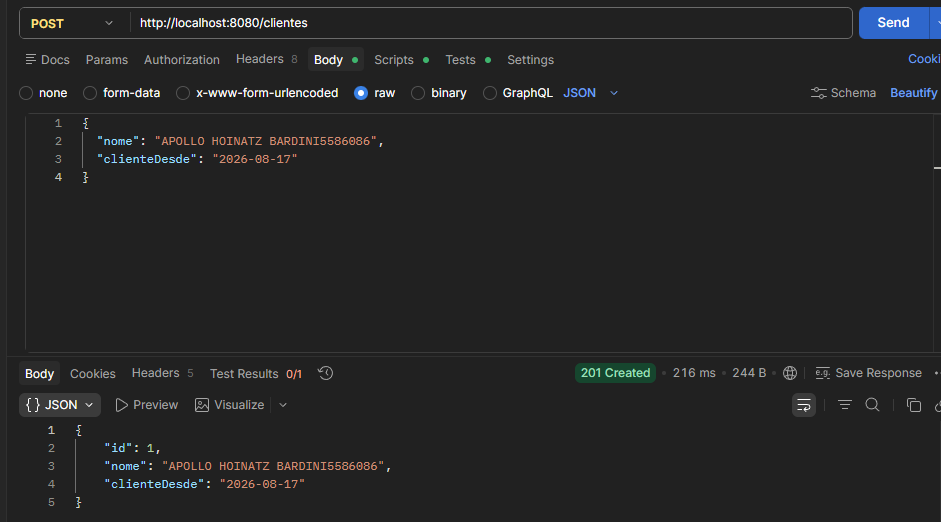 POST http://localhost:8080/clientes Send
Docs Params Authorization Headers 8 Body Scripts Tests Settings
none form-data x-www-form-urlencoded raw binary GraphQL JSON Schema Beautify
1 {
2 "nome": "APOLLO HOINATZ BARDINI5586086",
3 "clienteDesde": "2026-08-17"
4 }
Body Cookies Headers 5 Test Results 0/1 201 Created • 216 ms • 244 B e.g. Save Response
{} JSON Preview Visualize
1 {
2 "id": 1,
3 "nome": "APOLLO HOINATZ BARDINI5586086",
4 "clienteDesde": "2026-08-17"
5 }